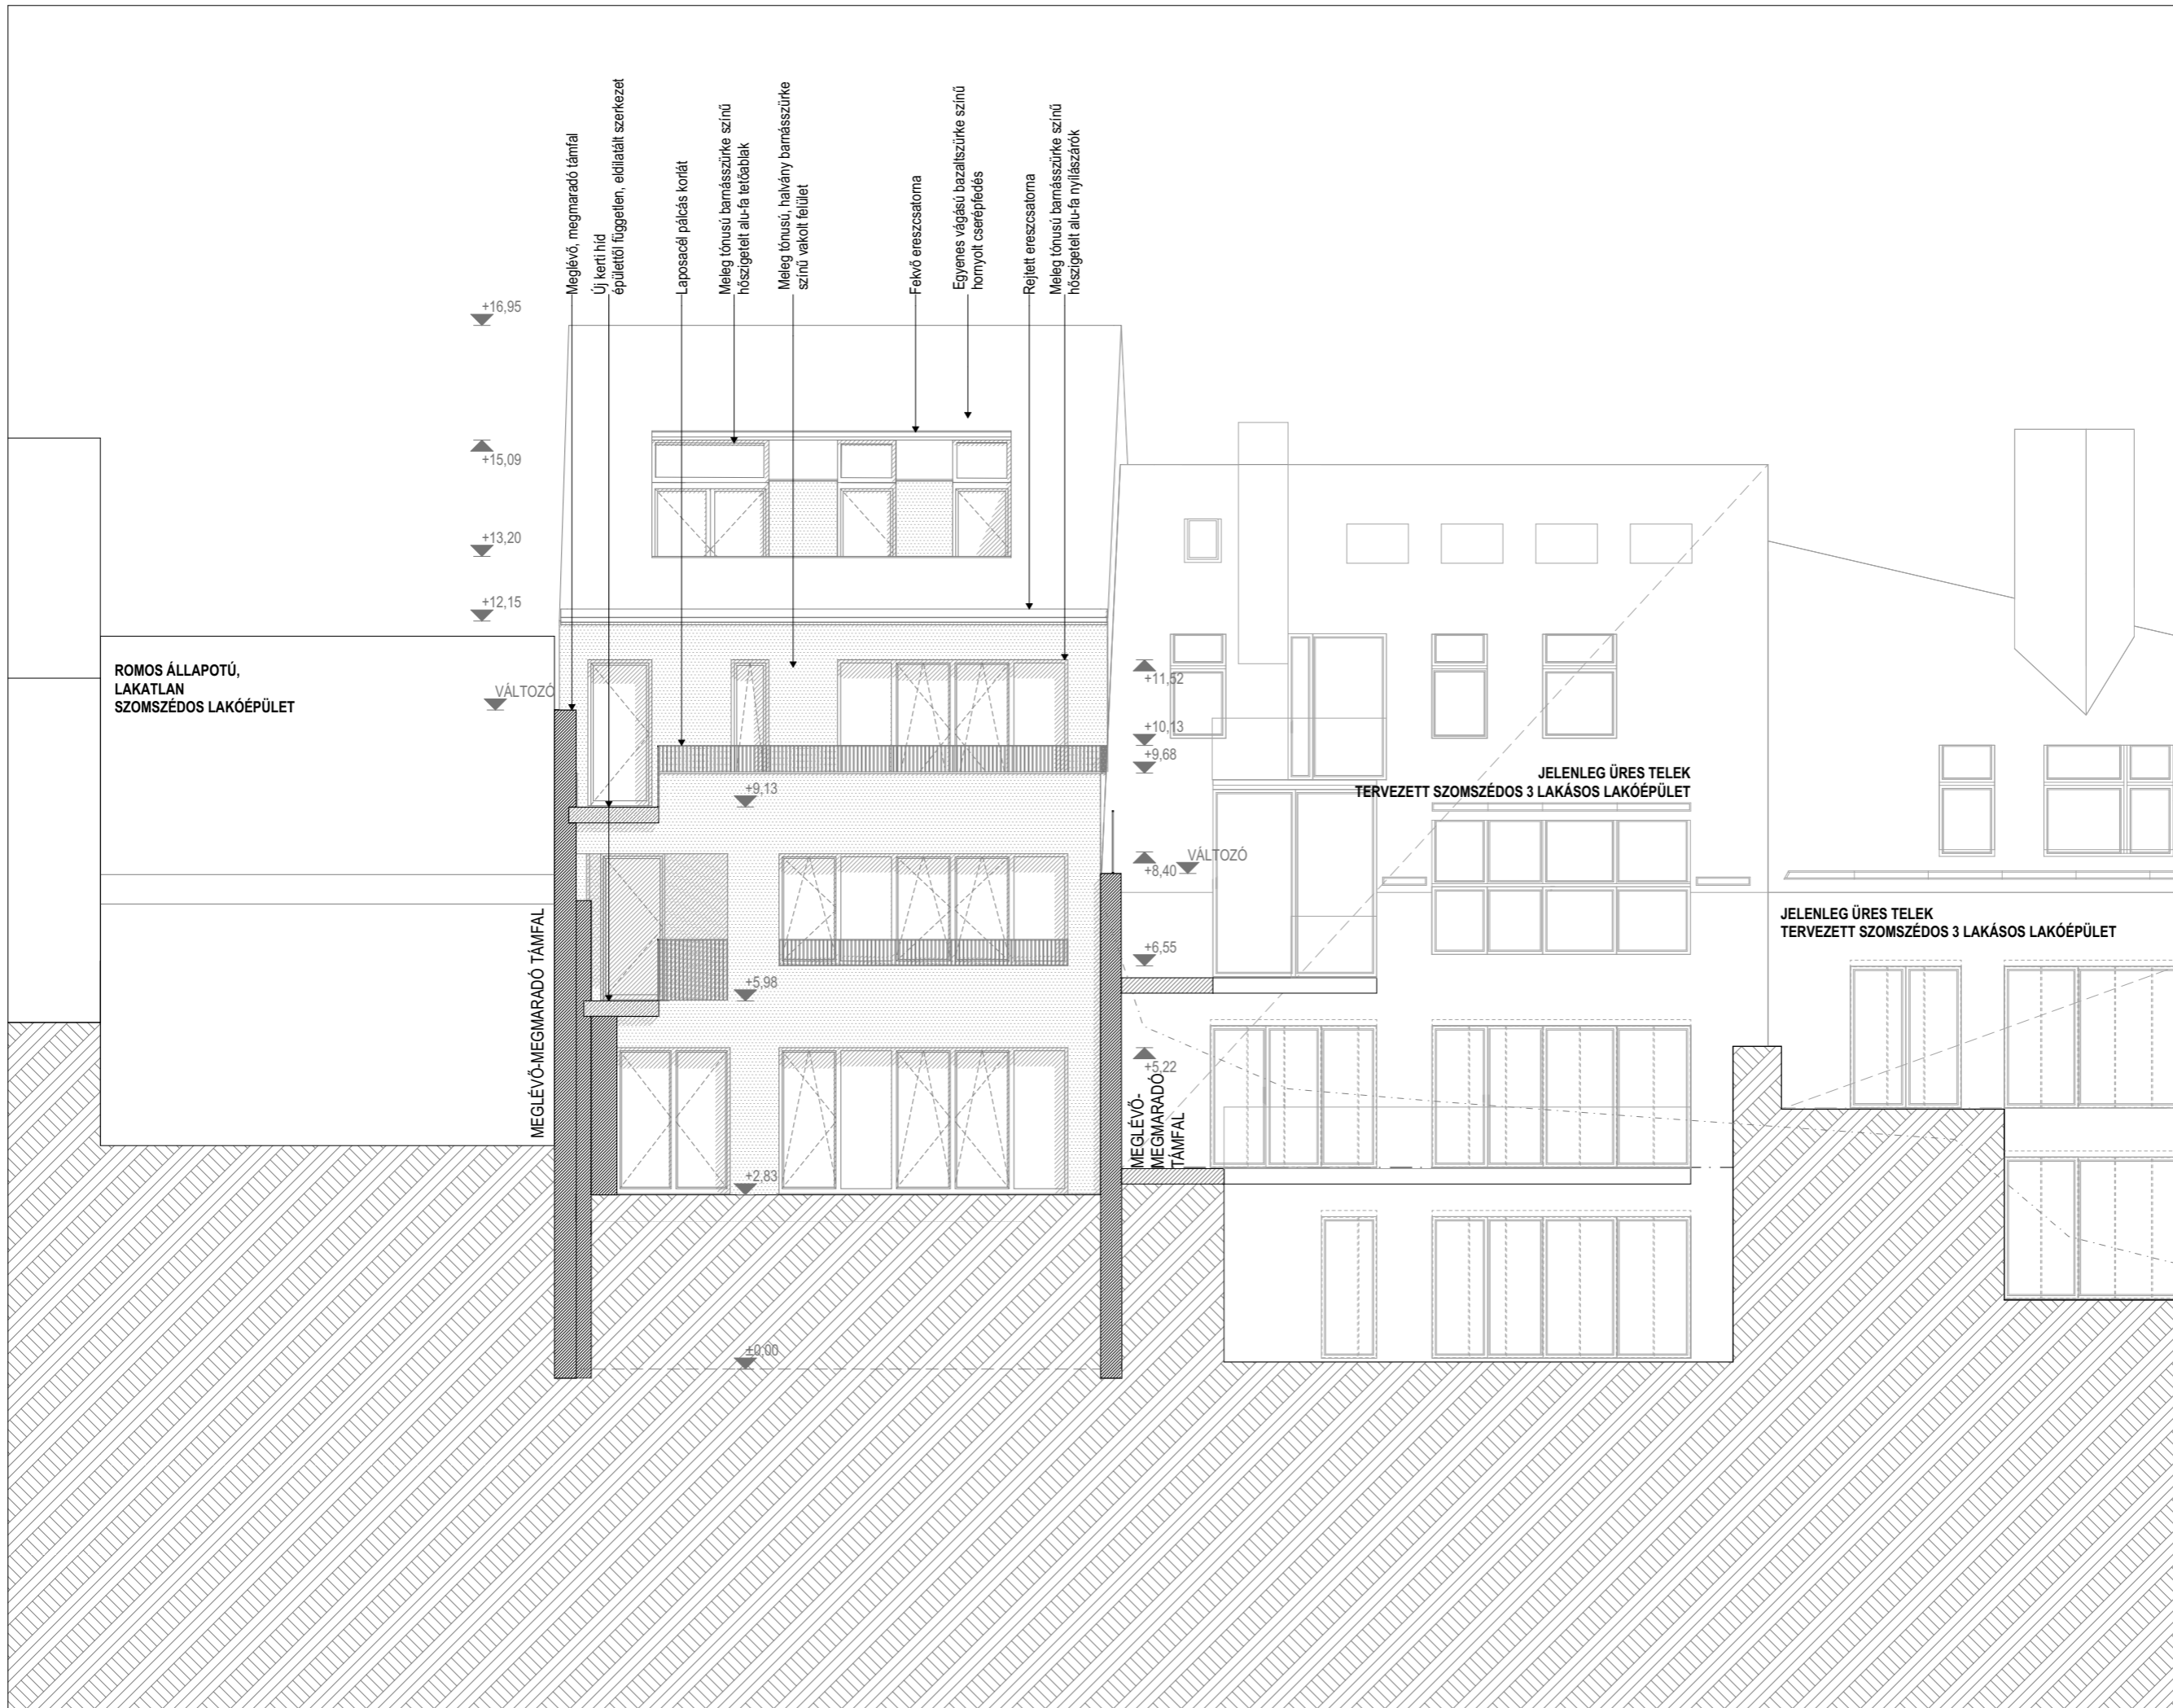 Meglévő, megmaradó támfal
Új kerti híd
épülettől független, eldilatált szerkezet
Laposacél pálcás korlát
Meleg tónusú barnásszürke színű
hőszigetelt alu-fa tetőablak
Meleg tónusú, halvány barnásszürke
színű vakolt felület
Fekvő ereszcsatorna
Egyenes vágású bazaltszürke színű
hornyolt cserépfedés
Rejtett ereszcsatorna
Meleg tónusú barnásszürke színű
hőszigetelt alu-fa nyílászárók
+16,95
+15,09
+13,20
+12,15
ROMOS ÁLLAPOTÚ,
LAKATLAN
SZOMSZÉDOS LAKÓÉPÜLET
VÁLTOZÓ
+11,52
+10,13
+9,68
JELENLEG ÜRES TELEK
TERVEZETT SZOMSZÉDOS 3 LAKÁSOS LAKÓÉPÜLET
+9,13
VÁLTOZÓ
+8,40
MEGLÉVŐ-MEGMARADÓ TÁMFAL
JELENLEG ÜRES TELEK
TERVEZETT SZOMSZÉDOS 3 LAKÁSOS LAKÓÉPÜLET
+6,55
+5,98
+5,22
MEGLÉVŐ-
MEGMARADÓ
TÁMFAL
+2,83
±0,00